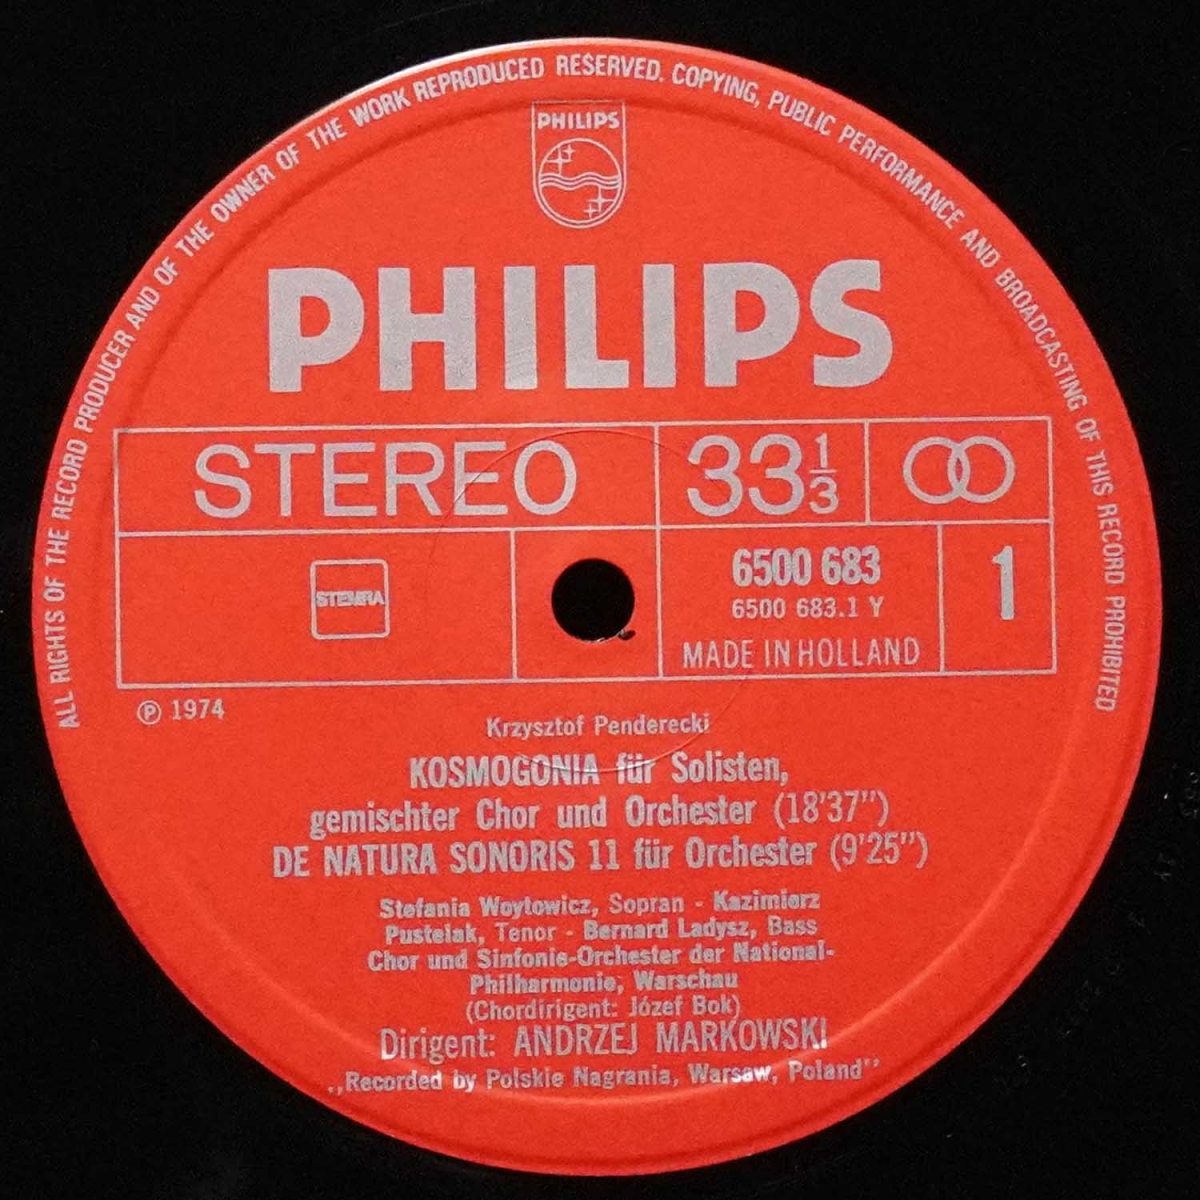 ALL RIGHTS OF THE RECORD PRODUCER AND OF THE OWNER OF THE WORK REPRODUCED RESERVED. COPYING, PUBLIC PERFORMANCE AND BROADCASTING OF THIS RECORD PROHIBITED
PHILIPS
PHILIPS
STEREO 33 1/3
STEMRA
6500 683
6500 683.1 Y
MADE IN HOLLAND
1
℗ 1974
Krzysztof Penderecki
KOSMOGONIA für Solisten,
gemischter Chor und Orchester (18'37")
DE NATURA SONORIS 11 für Orchester (9'25")
Stefania Woytowicz, Sopran - Kazimierz
Pustelak, Tenor - Bernard Ladysz, Bass
Chor und Sinfonie-Orchester der National-
Philharmonie, Warschau
(Chordirigent: Józef Bok)
Dirigent: ANDRZEJ MARKOWSKI
,,Recorded by Polskie Nagrania, Warsaw, Poland"